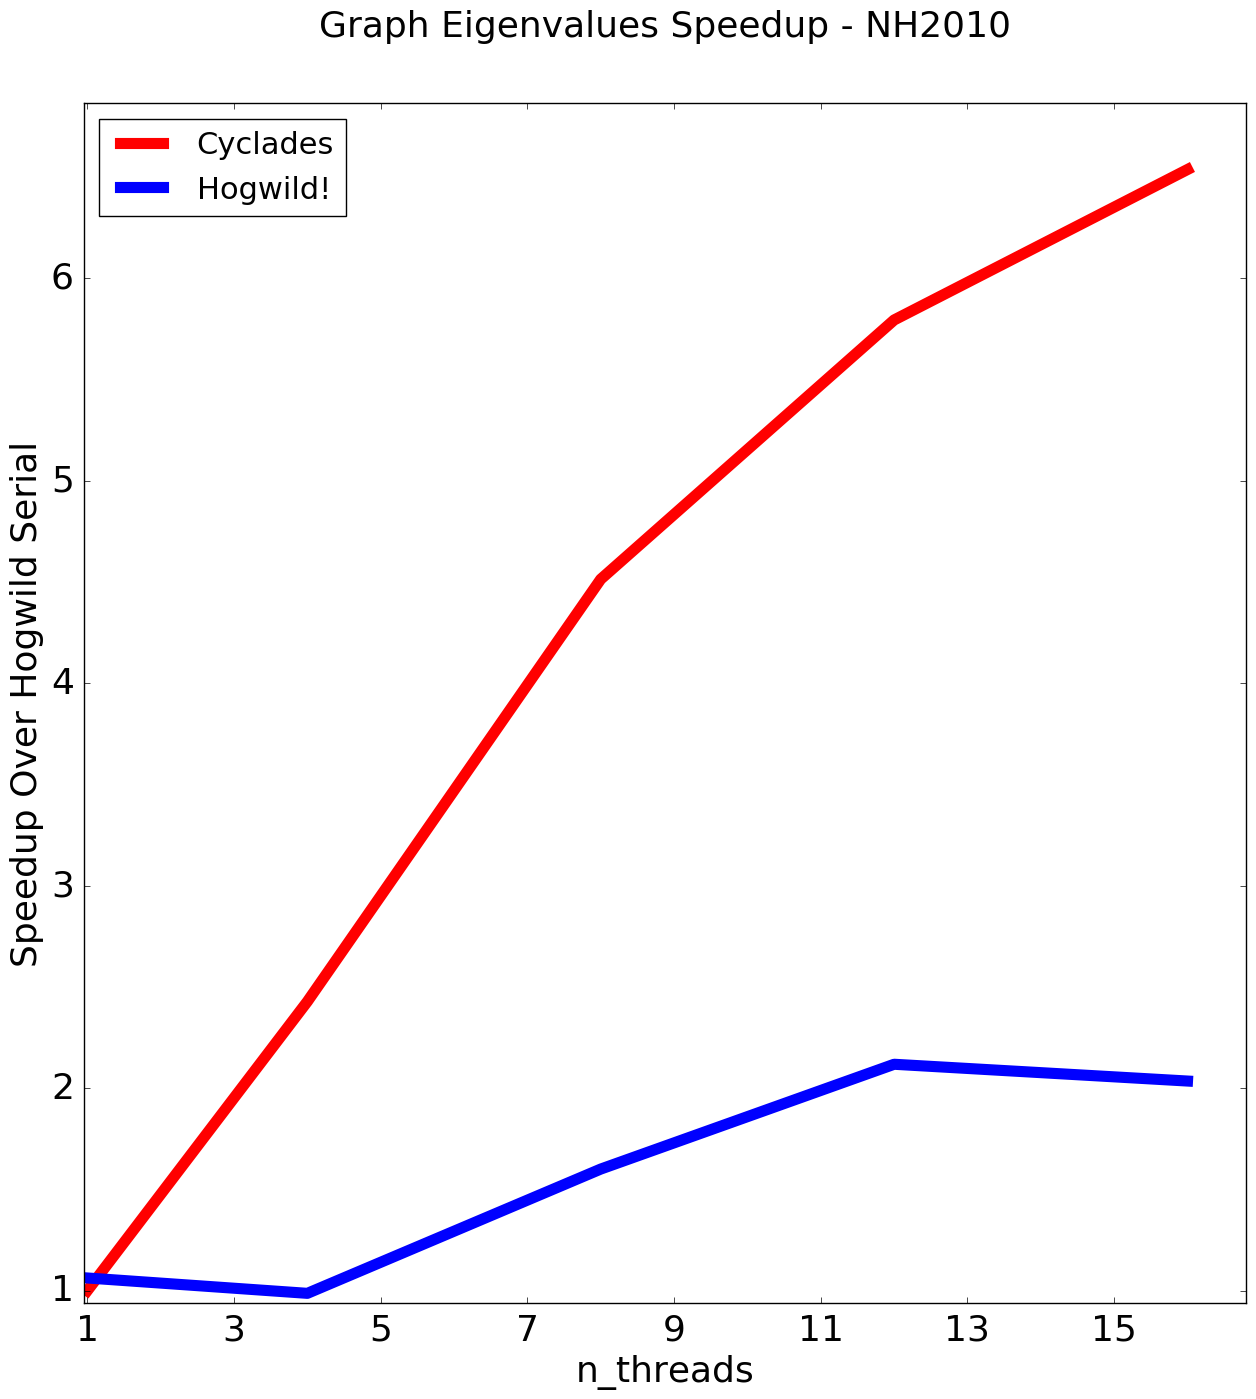 Graph Eigenvalues Speedup - NH2010
Cyclades
Hogwild!
Speedup Over Hogwild Serial
6
5
4
3
2
1
1 3 5 7 9 11 13 15
n_threads